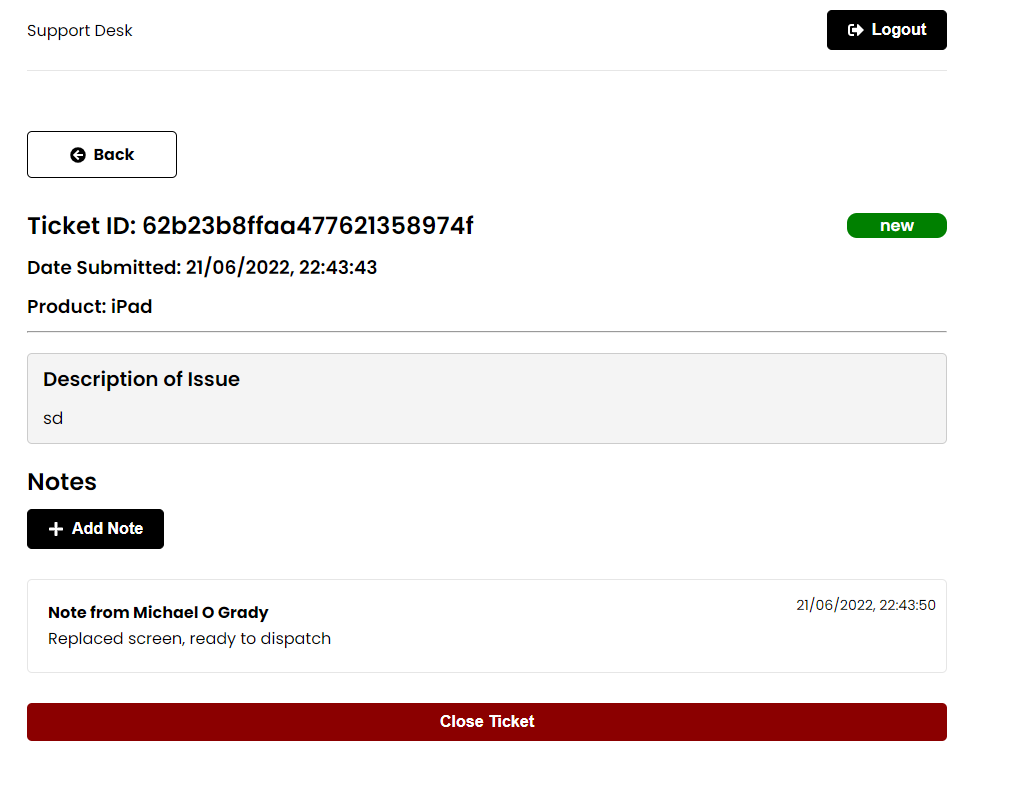 Support Desk
Logout
Back
Ticket ID: 62b23b8ffaa477621358974f
new
Date Submitted: 21/06/2022, 22:43:43
Product: iPad
Description of Issue
sd
Notes
Add Note
Note from Michael O Grady
21/06/2022, 22:43:50
Replaced screen, ready to dispatch
Close Ticket